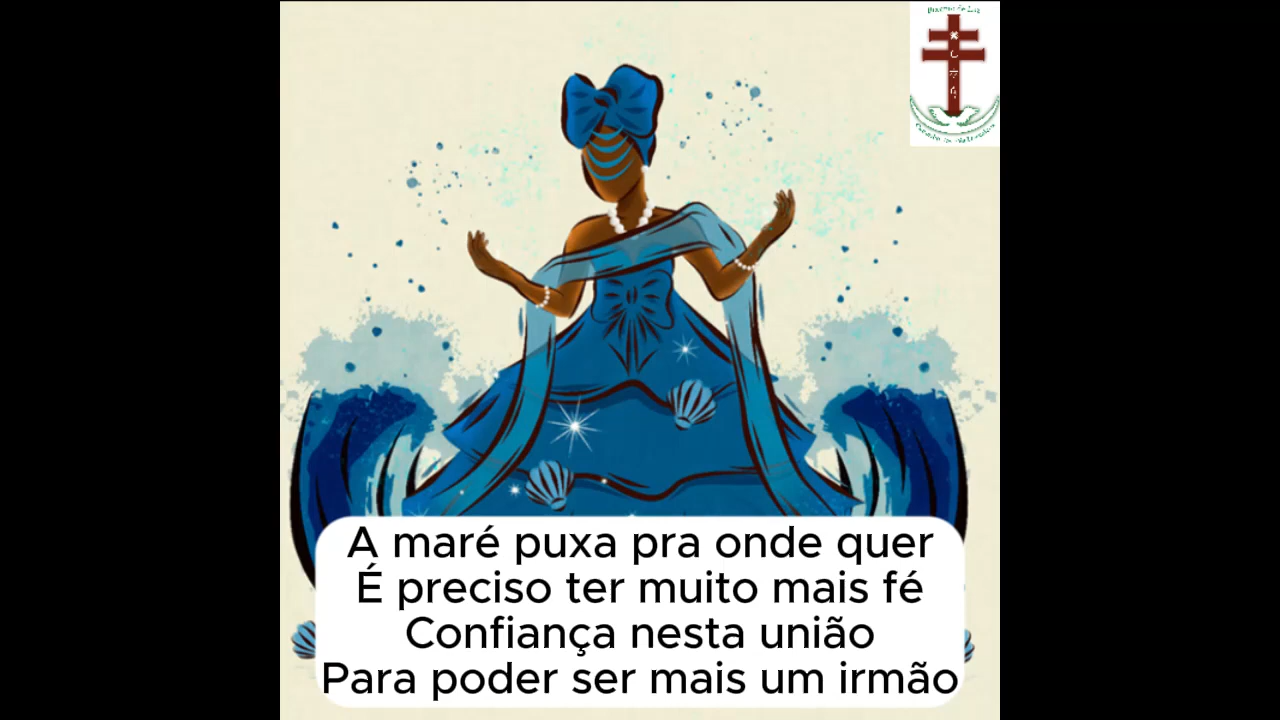 A maré puxa pra onde quer
É preciso ter muito mais fé
Confiança nesta união
Para poder ser mais um irmão